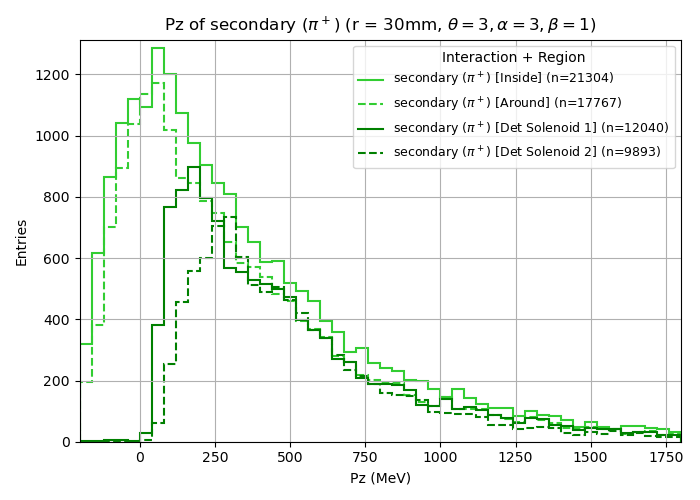 Pz of secondary (π⁺) (r = 30mm, θ = 3, α = 3, β = 1)
Interaction + Region
secondary (π⁺) [Inside] (n=21304)
secondary (π⁺) [Around] (n=17767)
secondary (π⁺) [Det Solenoid 1] (n=12040)
secondary (π⁺) [Det Solenoid 2] (n=9893)
Entries
1200
1000
800
600
400
200
0
0 250 500 750 1000 1250 1500 1750
Pz (MeV)